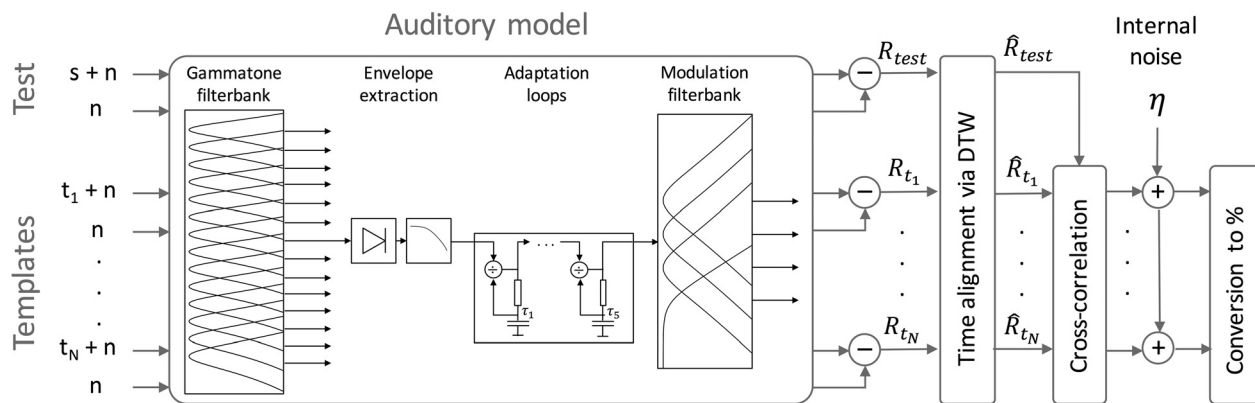 Auditory model
Internal
noise
Test
s + n
n
Gammatone
filterbank
Envelope
extraction
Adaptation
loops
Modulation
filterbank
−
R_test
R̂_test
η
Templates
t₁ + n
n
.
.
.
t_N + n
n
÷
. . .
÷
τ₁
τ₅
−
R_t₁
R̂_t₁
−
R_t_N
R̂_t_N
Time alignment via DTW
Cross-correlation
+
+
Conversion to %